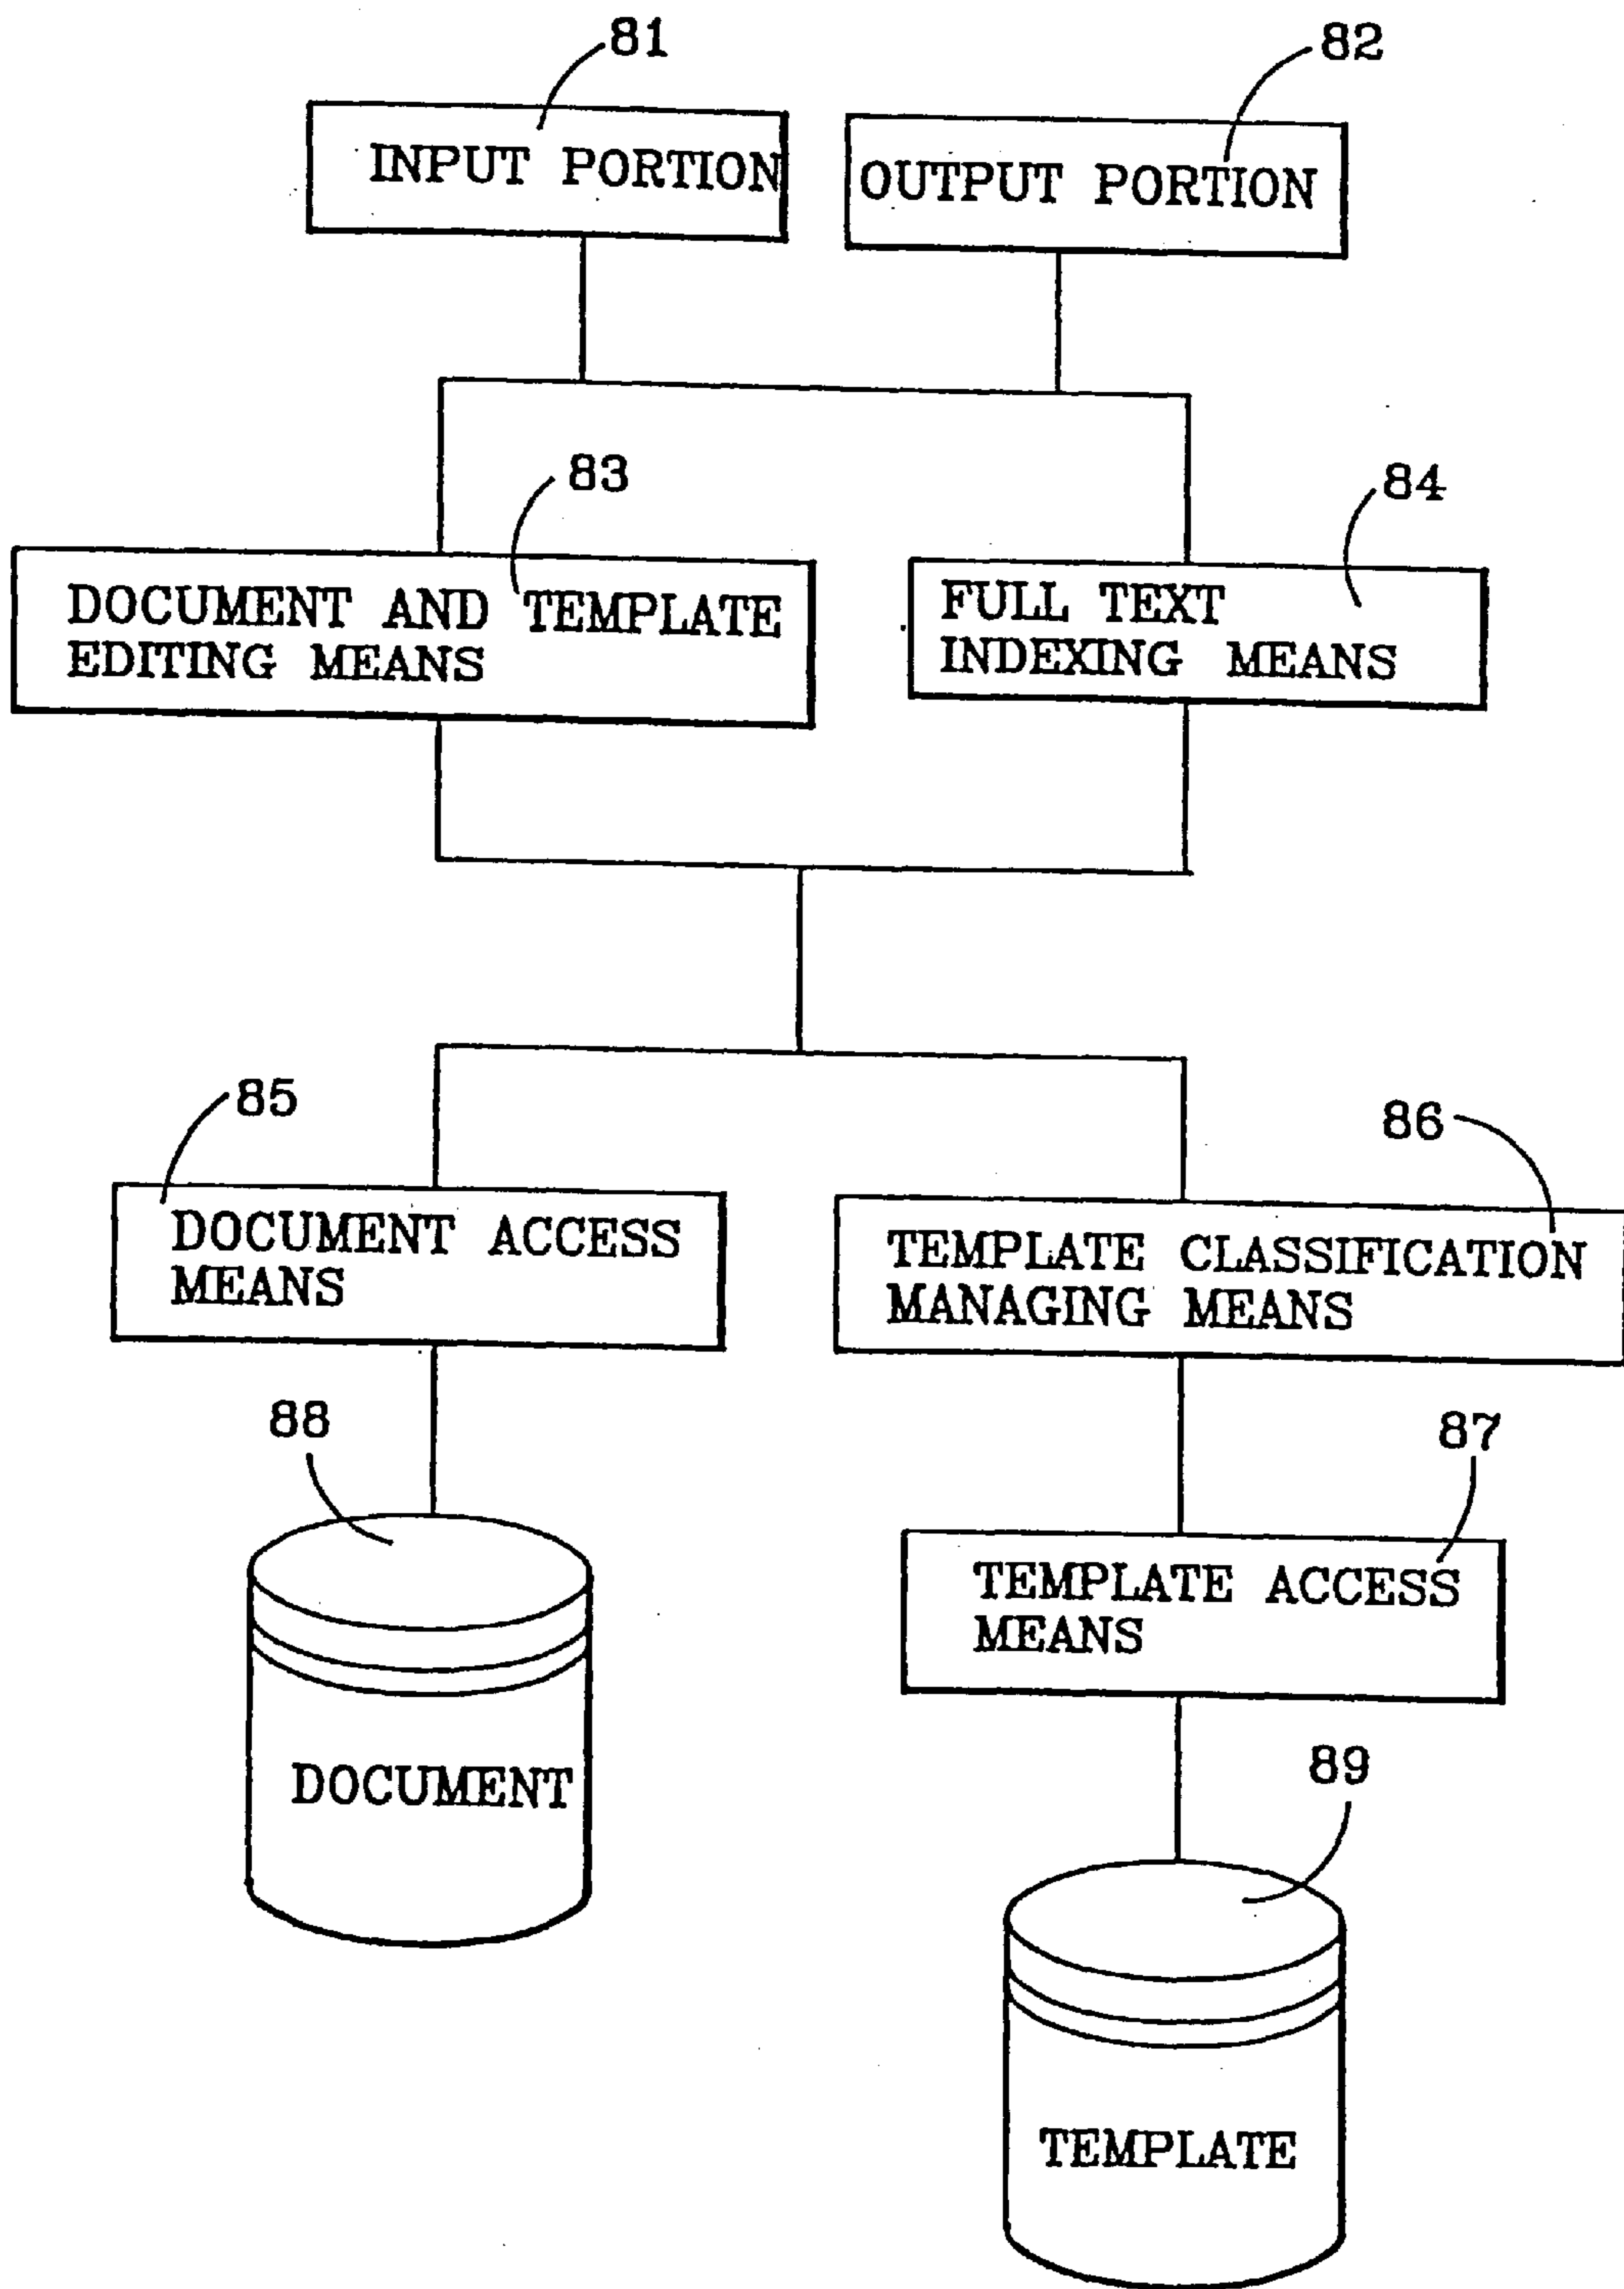 81
82
INPUT PORTION
OUTPUT PORTION
83
84
DOCUMENT AND TEMPLATE
EDITING MEANS
FULL TEXT
INDEXING MEANS
85
86
DOCUMENT ACCESS
MEANS
TEMPLATE CLASSIFICATION
MANAGING MEANS
88
87
TEMPLATE ACCESS
MEANS
DOCUMENT
89
TEMPLATE